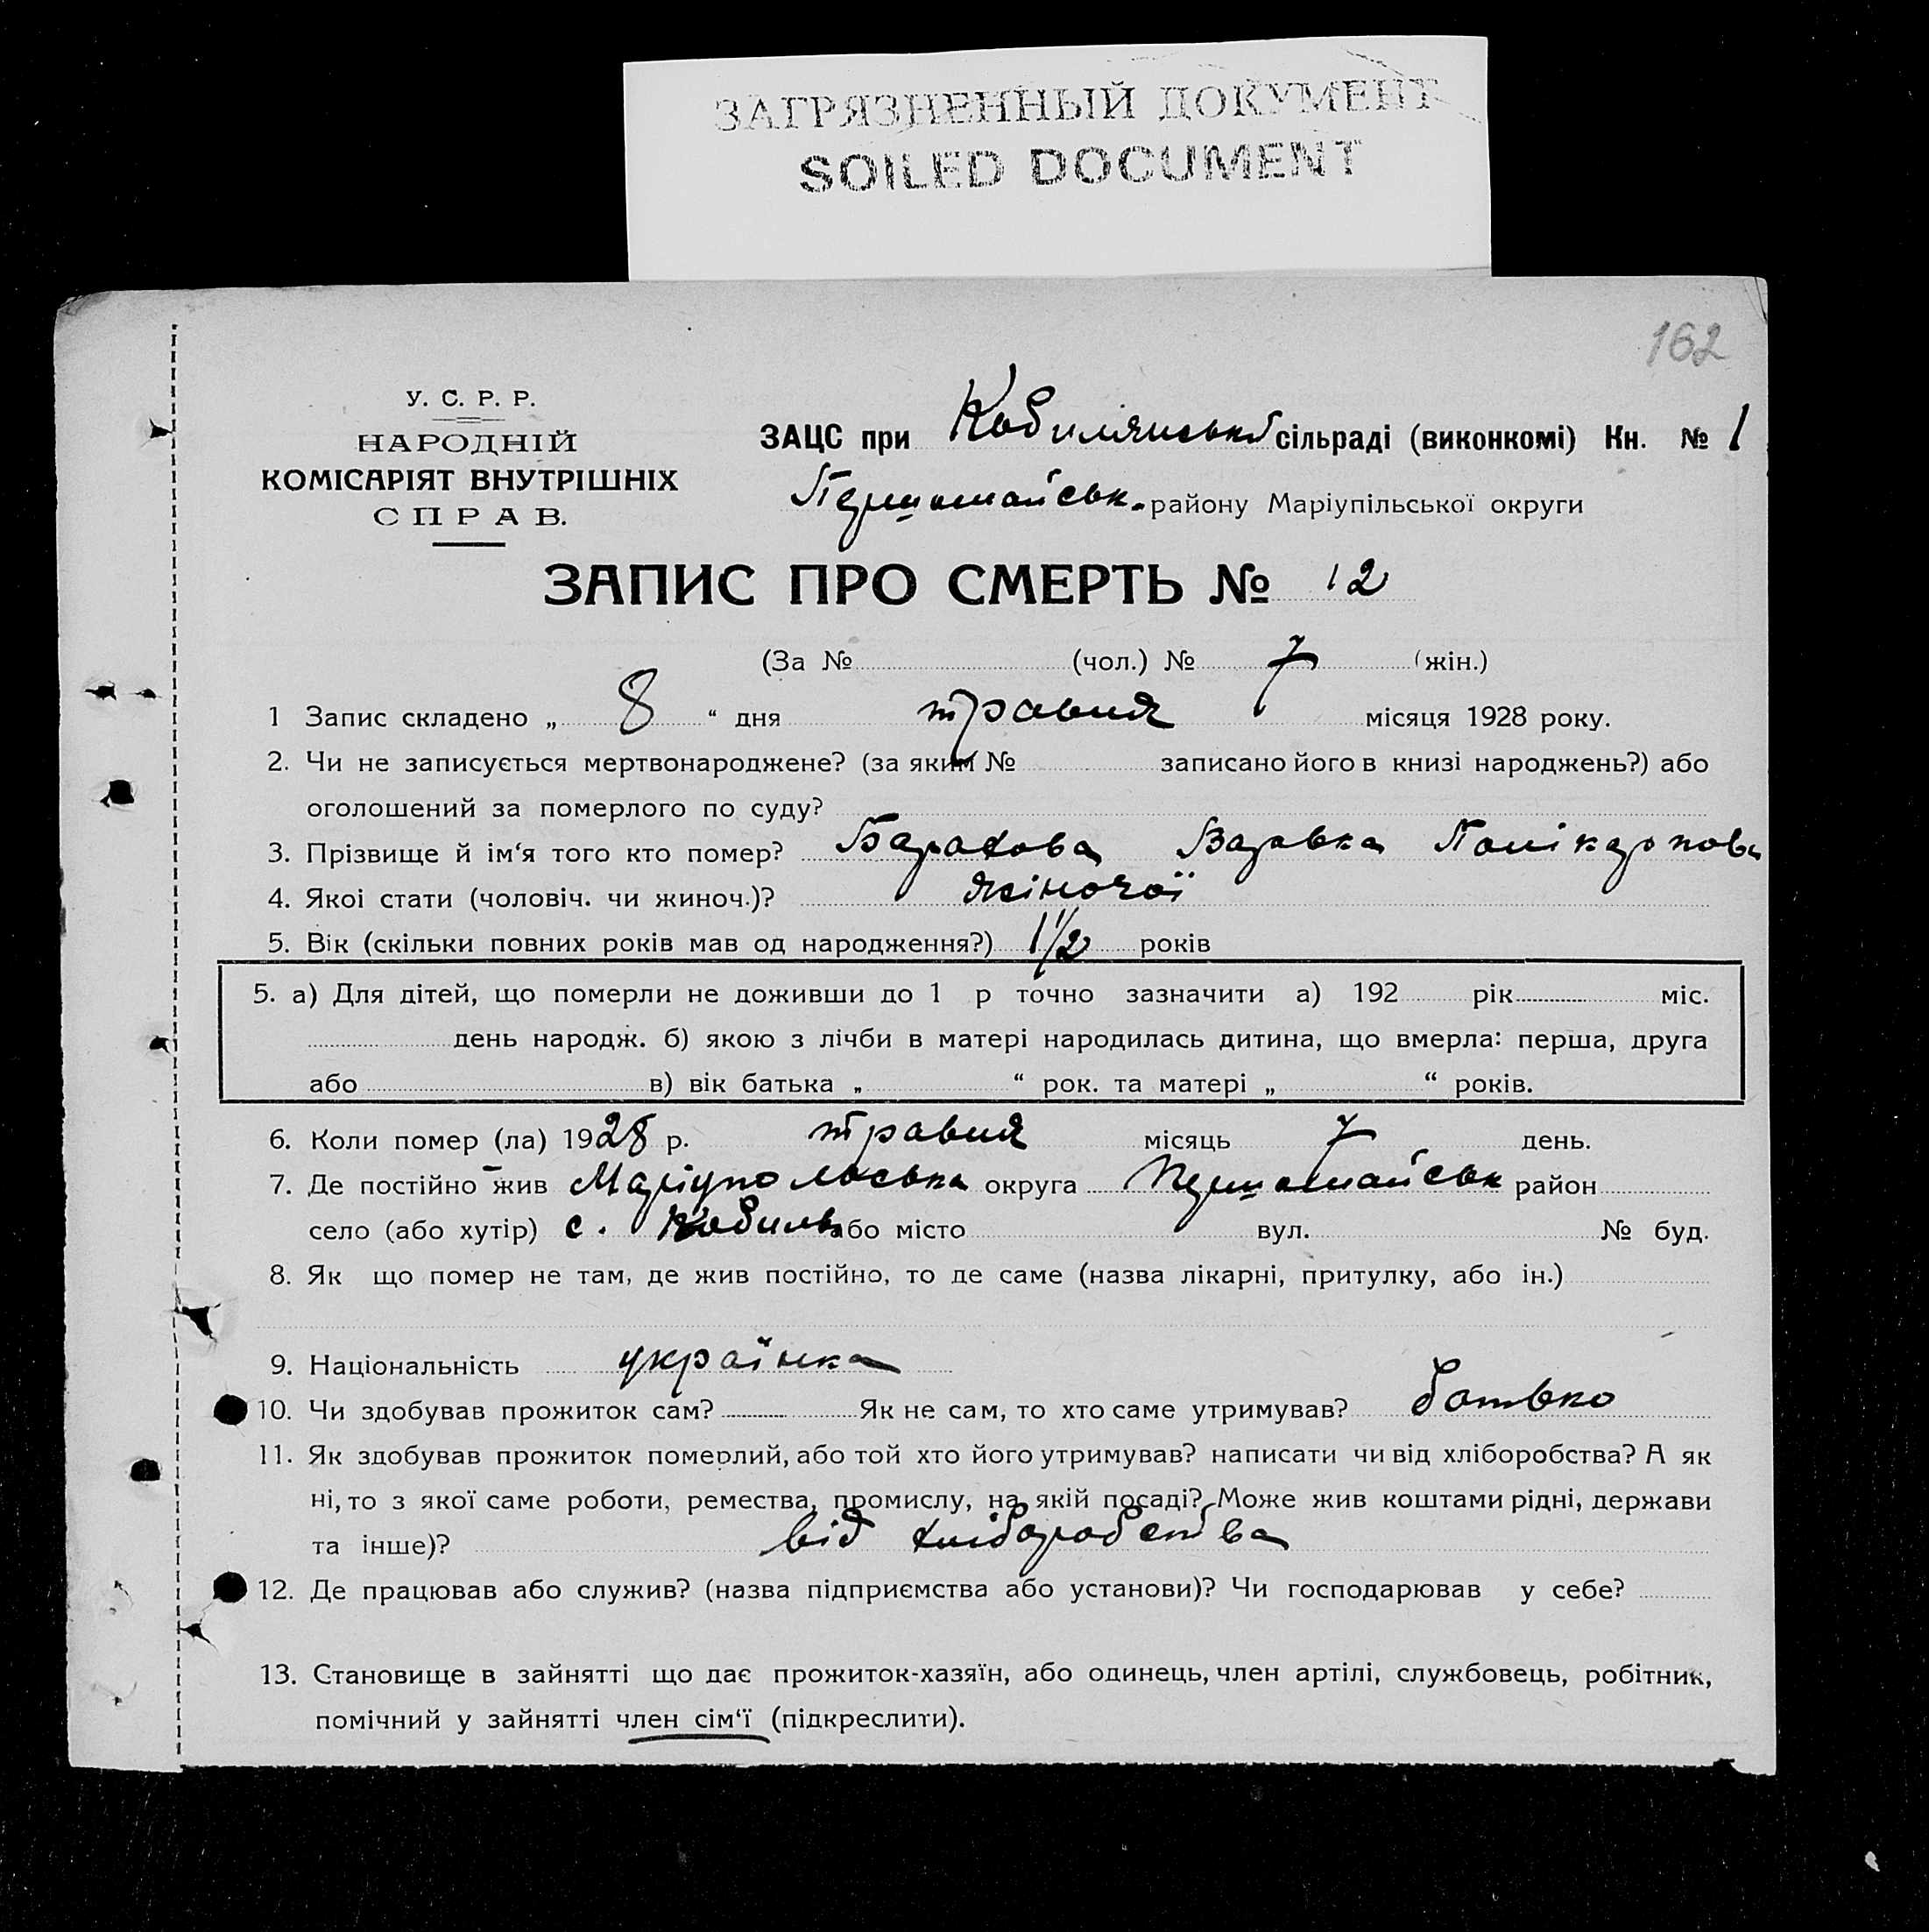 ЗАГРЯЗНЕННЫЙ ДОКУМЕНТ
SOILED DOCUMENT
162
У. С. Р. Р.
НАРОДНІЙ
КОМІСАРІЯТ ВНУТРІШНІХ
СПРАВ.
ЗАЦС при Кобилянській сільраді (виконкомі) Кн. № 1
Першомайськ. району Маріупільської округи
ЗАПИС ПРО СМЕРТЬ № 12
(За № (чол.) № 7 (жін.)
1 Запис складено „ 8 “ дня травня місяця 1928 року.
2. Чи не записується мертвонароджене? (за яким № записано його в книзі народжень?) або
оголошений за померлого по суду?
3. Прізвище й ім‘я того кто помер? Барахова Варвка Полікарпова
4. Якоі стати (чоловіч. чи жиноч.)? жіночої
5. Вік (скільки повних років мав од народження?) 1 1/2 років
5. а) Для дітей, що померли не доживши до 1 р точно зазначити а) 192 рік міс.
день народж. б) якою з лічби в матері народилась дитина, що вмерла: перша, друга
або в) вік батька „ “ рок. та матері „ “ років.
6. Коли помер (ла) 1928 р. травня місяць 7 день.
7. Де постійно жив Маріупольська округа Першомайськ район
село (або хутір) с. Кобильн або місто вул. № буд.
8. Як що помер не там, де жив постійно, то де саме (назва лікарні, притулку, або ін.)
9. Національність українка
10. Чи здобував прожиток сам? Як не сам, то хто саме утримував? батько
11. Як здобував прожиток померлий, або той хто його утримував? написати чи від хліборобства? А як
ні, то з якої саме роботи, ремества, промислу, на якій посаді? Може жив коштами рідні, держави
та інше)? від хліборобства
12. Де працював або служив? (назва підприємства або установи)? Чи господарював у себе?
13. Становище в зайнятті що дає прожиток-хазяїн, або одинець, член артілі, службовець, робітник,
помічний у зайнятті член сім‘ї (підкреслити).